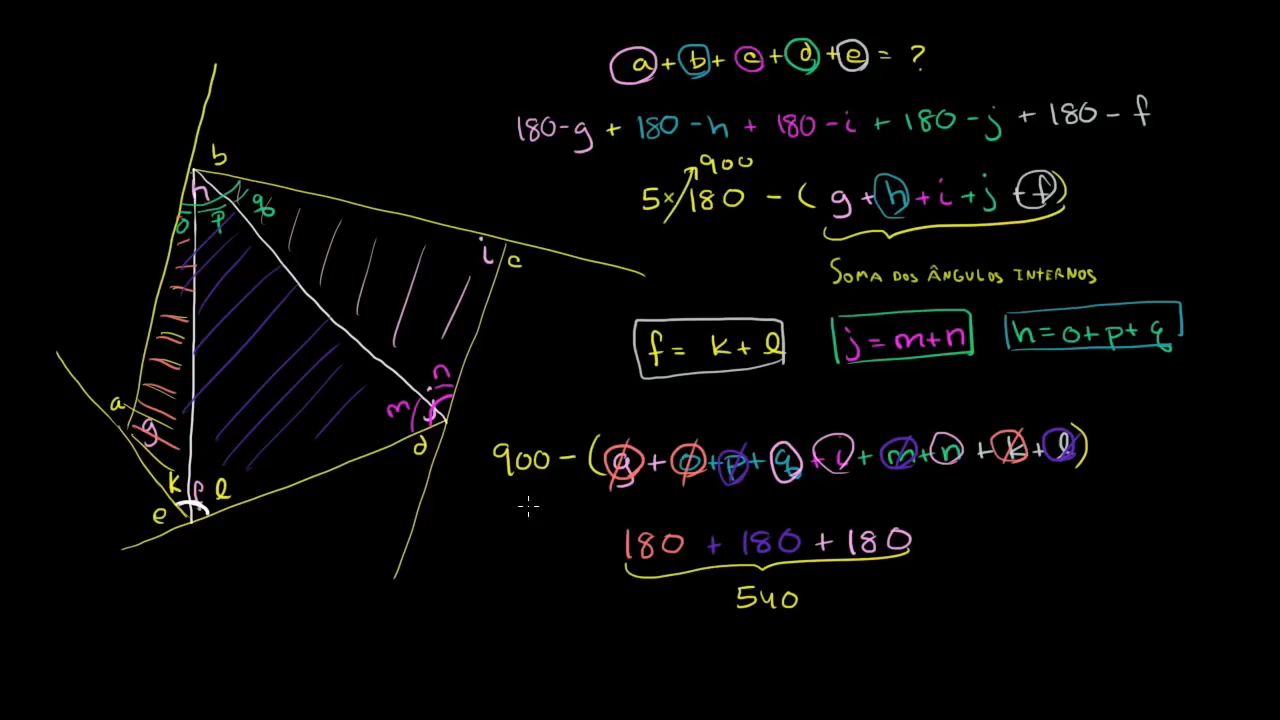 a + b + c + d + e = ?
180-g + 180-h + 180-i + 180-j + 180-f
900
5×180 - (g+h+i+j+f)
SOMA DOS ÂNGULOS INTERNOS
f = k+l
j = m+n
h=o+p+q
900-(g+o+p+q+i+m+n+k+l)
180 + 180 + 180
540
b
h
o
p
q
i
c
a
g
n
m
j
d
k
f
l
e